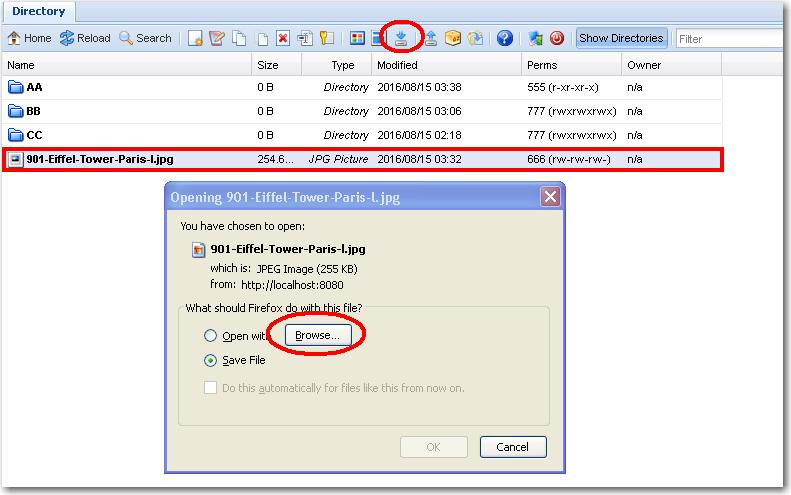 Directory
Home Reload Search Show Directories Filter
Name Size Type Modified Perms Owner
AA 0 B Directory 2016/08/15 03:38 555 (r-xr-xr-x) n/a
BB 0 B Directory 2016/08/15 03:06 777 (rwxrwxrwx) n/a
CC 0 B Directory 2016/08/15 02:18 777 (rwxrwxrwx) n/a
901-Eiffel-Tower-Paris-l.jpg 254.6... JPG Picture 2016/08/15 03:32 666 (rw-rw-rw-) n/a
Opening 901-Eiffel-Tower-Paris-l.jpg
You have chosen to open:
901-Eiffel-Tower-Paris-l.jpg
which is: JPEG Image (255 KB)
from: http://localhost:8080
What should Firefox do with this file?
Open with Browse...
Save File
Do this automatically for files like this from now on.
OK Cancel